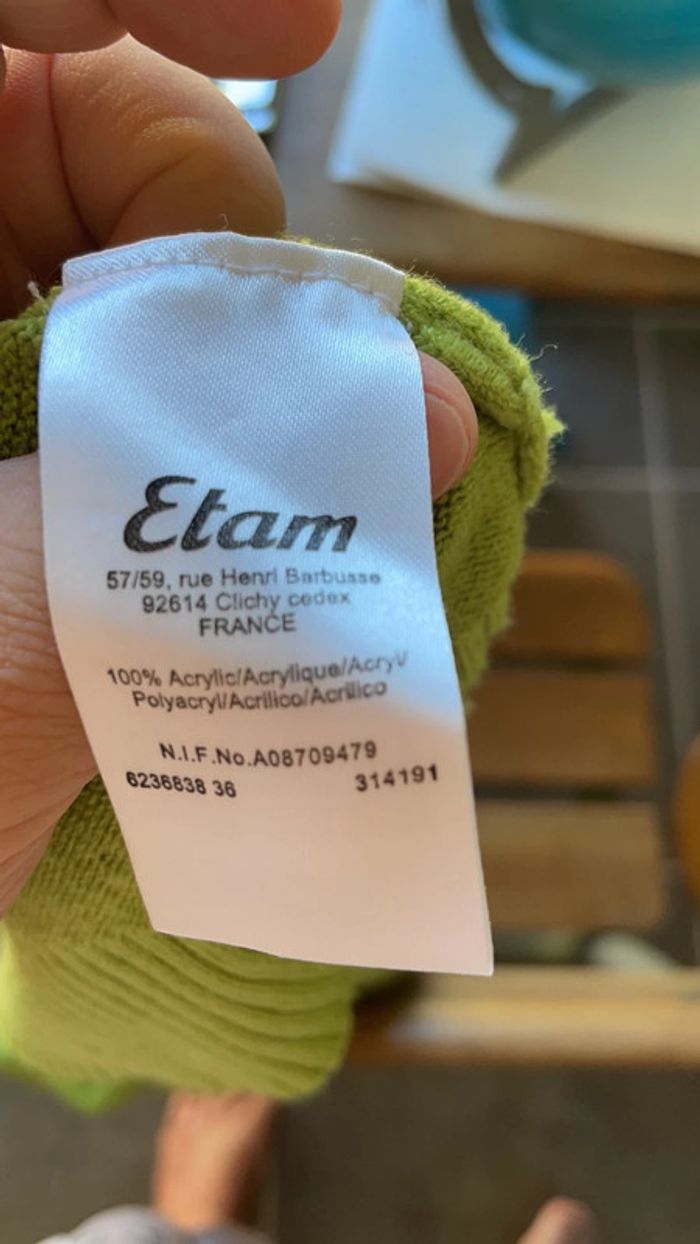 Etam
57/59, rue Henri Barbusse
92614 Clichy cedex
FRANCE
100% Acrylic/Acrylique/Acryl/
Polyacryl/Acrilico/Acrílico
N.I.F.No.A08709479
6236838 36 314191